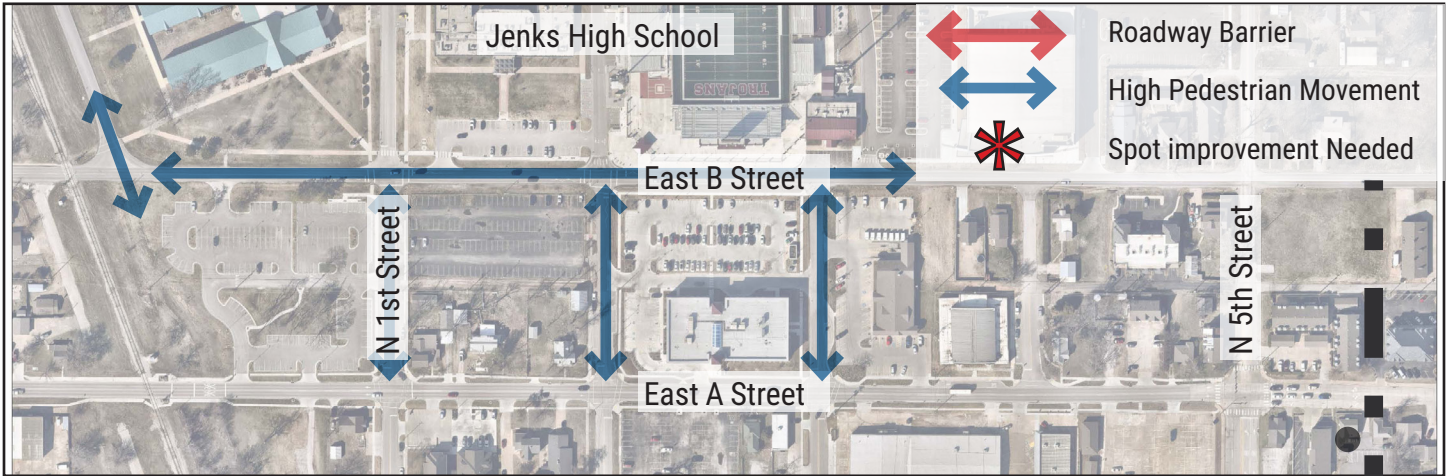 Jenks High School
Roadway Barrier
High Pedestrian Movement
Spot improvement Needed
TROJANS
East B Street
N 1st Street
N 5th Street
East A Street